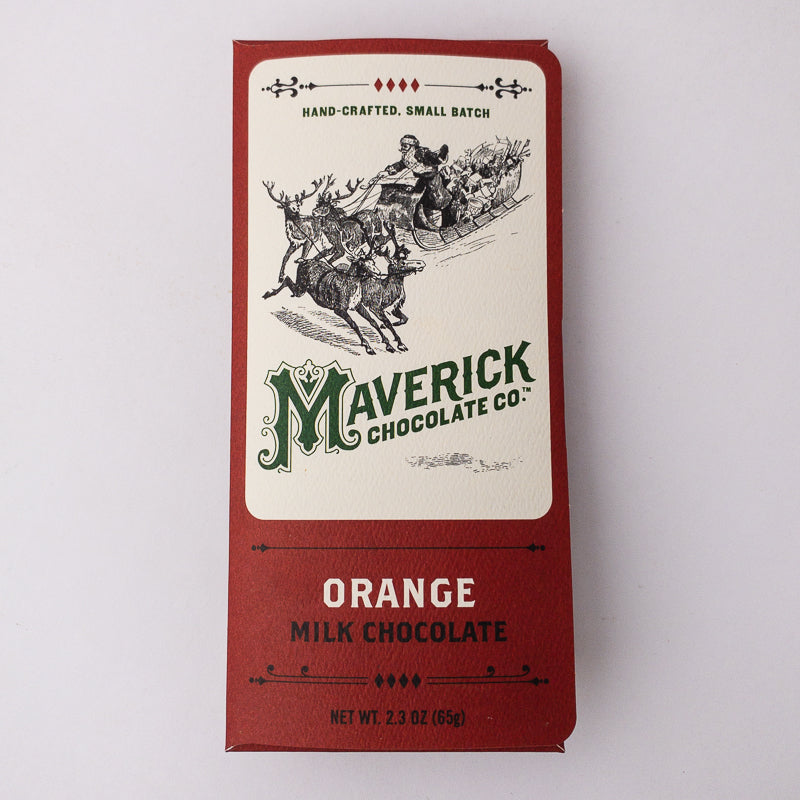 HAND-CRAFTED, SMALL BATCH
MAVERICK
CHOCOLATE CO.™
ORANGE
MILK CHOCOLATE
NET WT. 2.3 OZ (65g)